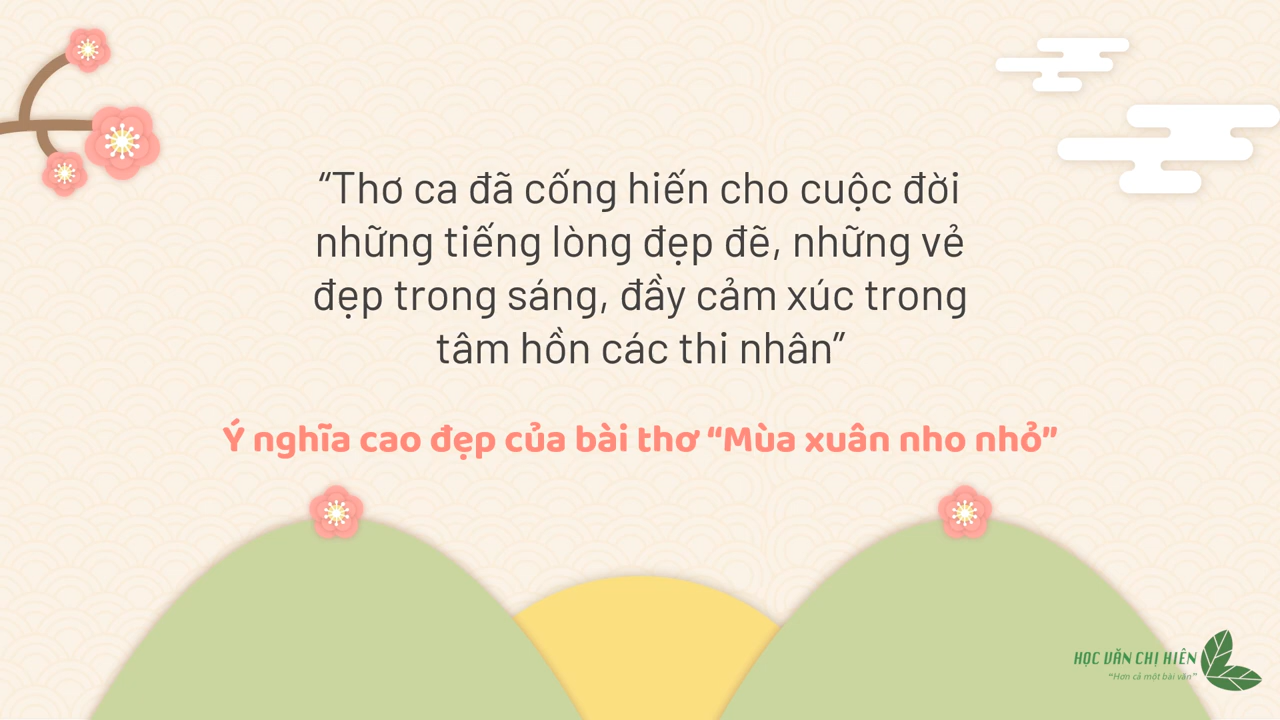 “Thơ ca đã cống hiến cho cuộc đời
những tiếng lòng đẹp đẽ, những vẻ
đẹp trong sáng, đầy cảm xúc trong
tâm hồn các thi nhân”
Ý nghĩa cao đẹp của bài thơ “Mùa xuân nho nhỏ”
HỌC VĂN CHỊ HIÊN
“Hơn cả một bài văn”